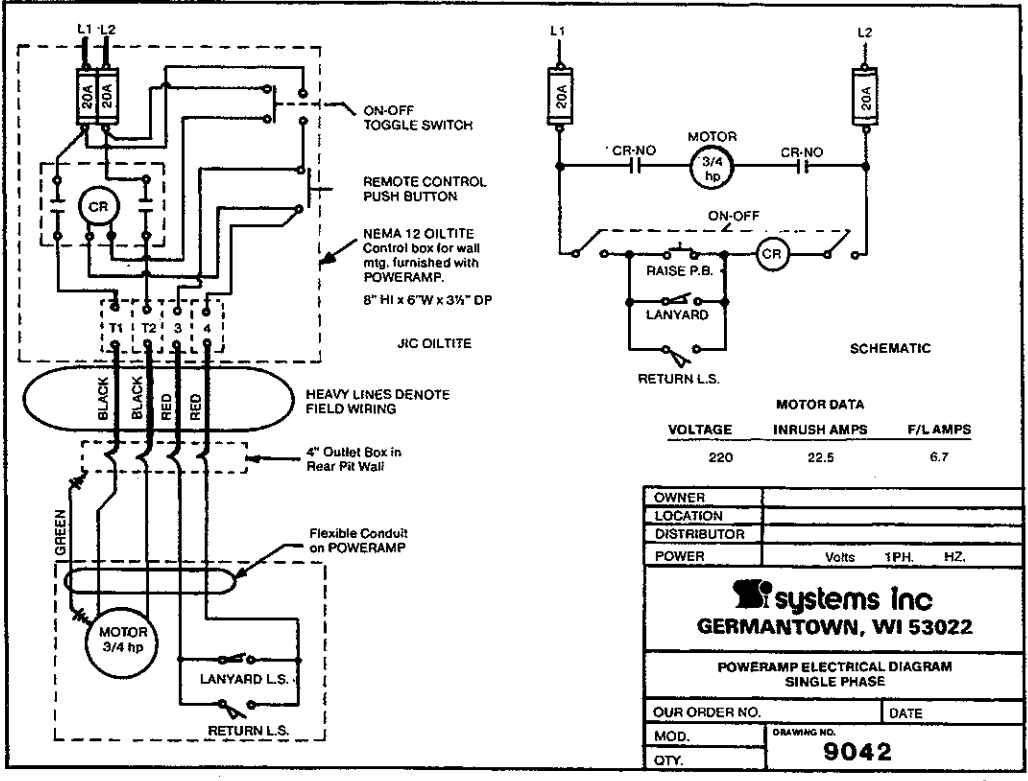 L1 L2
20A
20A
ON-OFF
TOGGLE SWITCH
CR
REMOTE CONTROL
PUSH BUTTON
NEMA 12 OILTITE
Control box for wall
mtg. furnished with
POWERAMP.
8" HI x 6"W x 3½" DP
T1 T2 3 4
JIC OILTITE
BLACK
BLACK
RED
RED
HEAVY LINES DENOTE
FIELD WIRING
4" Outlet Box in
Rear Pit Wall
GREEN
Flexible Conduit
on POWERAMP
MOTOR
3/4 hp
LANYARD L.S.
RETURN L.S.
L1
L2
20A
20A
MOTOR
CR-NO
3/4
hp
CR-NO
ON-OFF
RAISE P.B.
CR
LANYARD
RETURN L.S.
SCHEMATIC
MOTOR DATA
VOLTAGE INRUSH AMPS F/L AMPS
220 22.5 6.7
OWNER
LOCATION
DISTRIBUTOR
POWER Volts 1PH. HZ.
systems inc
GERMANTOWN, WI 53022
POWERAMP ELECTRICAL DIAGRAM
SINGLE PHASE
OUR ORDER NO. DATE
MOD.
QTY.
DRAWING NO.
9042